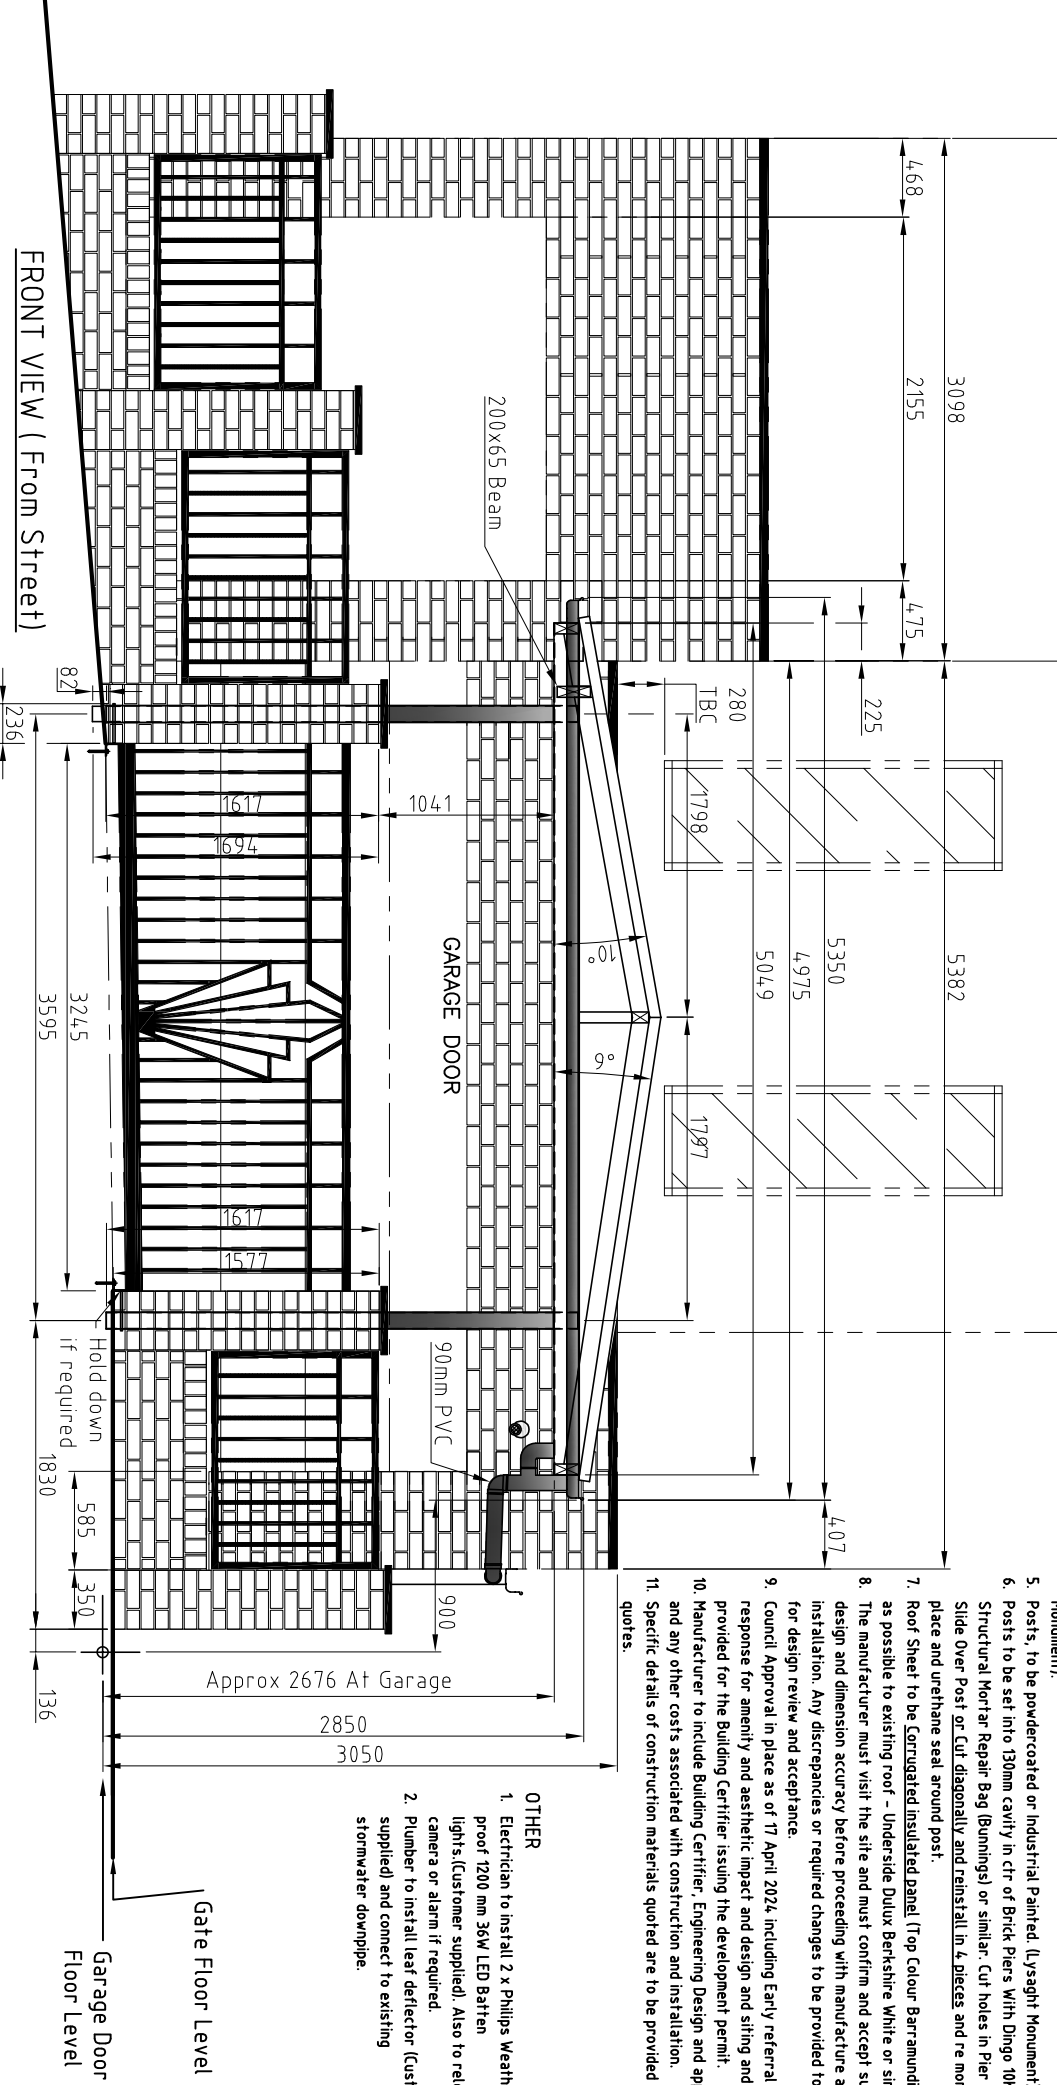 468
3098
2155
475
FRONT VIEW ( From Street)
200x65 Beam
82
236
280
TBC
225
1617
1694
1041
1798
10°
GARAGE DOOR
9°
1797
5350
4975
5049
5382
3245
3595
1617
1577
Hold down
if required
90mm PVC
1830
585
350
900
407
136
Approx 2676 At Garage
2850
3050
Gate Floor Level
Garage Door
Floor Level
Monument).
5. Posts, to be powdercoated or Industrial Painted. (Lysaght Monument
6. Posts to be set into 130mm cavity in ctr of Brick Piers With Dingo
Structural Mortar Repair Bag (Bunnings) or similar. Cut holes in Pier
Slide Over Post or Cut diagonally and reinstall in 4 pieces and re
place and urethane seal around post.
7. Roof Sheet to be Corrugated insulated panel (Top Colour Barramundi
as possible to existing roof - Underside Dulux Berkshire White or
8. The manufacturer must visit the site and must confirm and accept
design and dimension accuracy before proceeding with manufacture
installation. Any discrepancies or required changes to be provided to
for design review and acceptance.
9. Council Approval in place as of 17 April 2024 including Early referral
response for amenity and aesthetic impact and design and siting and
provided for the Building Certifier issuing the development permit.
10. Manufacturer to include Building Certifier, Engineering Design and
and any other costs associated with construction and installation.
11. Specific details of construction materials quoted are to be provided
quotes.
OTHER
1. Electrician to install 2 x Philips
proof 1200 mm 36W LED Batten
lights.(Customer supplied). Also to
camera or alarm if required.
2. Plumber to install leaf deflector
supplied) and connect to existing
stormwater downpipe.